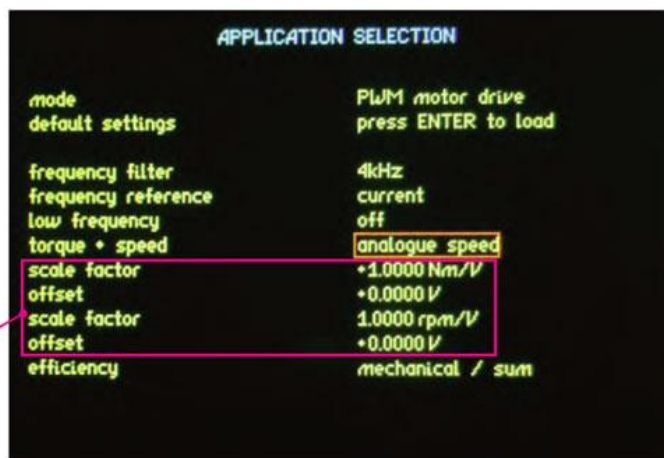 APPLICATION SELECTION
mode PWM motor drive
default settings press ENTER to load
frequency filter 4kHz
frequency reference current
low frequency off
torque + speed analogue speed
scale factor +1.0000 Nm/V
offset +0.0000 V
scale factor 1.0000 rpm/V
offset +0.0000 V
efficiency mechanical / sum